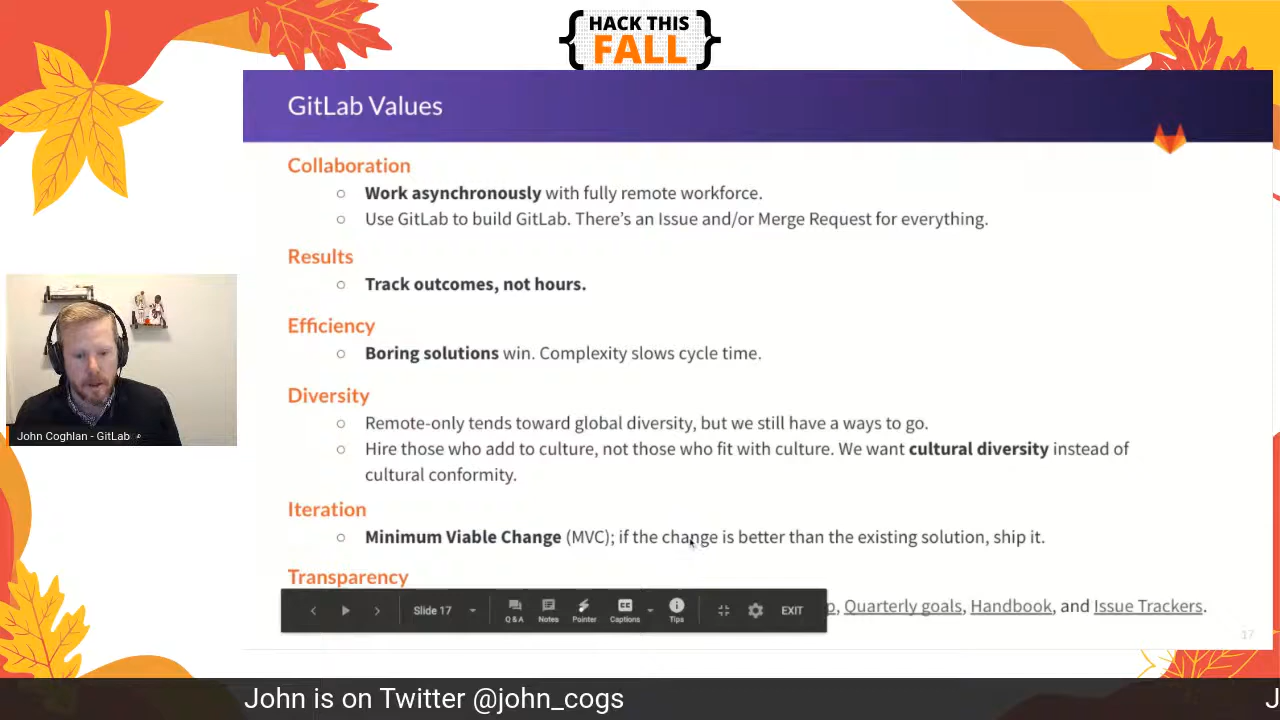 HACK THIS
{FALL}
GitLab Values
Collaboration
○ Work asynchronously with fully remote workforce.
○ Use GitLab to build GitLab. There's an Issue and/or Merge Request for everything.
Results
○ Track outcomes, not hours.
Efficiency
○ Boring solutions win. Complexity slows cycle time.
Diversity
○ Remote-only tends toward global diversity, but we still have a ways to go.
○ Hire those who add to culture, not those who fit with culture. We want cultural diversity instead of
cultural conformity.
Iteration
○ Minimum Viable Change (MVC); if the change is better than the existing solution, ship it.
Transparency
p, Quarterly goals, Handbook, and Issue Trackers.
Slide 17
Q & A Notes Pointer Captions Tips EXIT
17
John Coghlan - GitLab
John is on Twitter @john_cogs
J